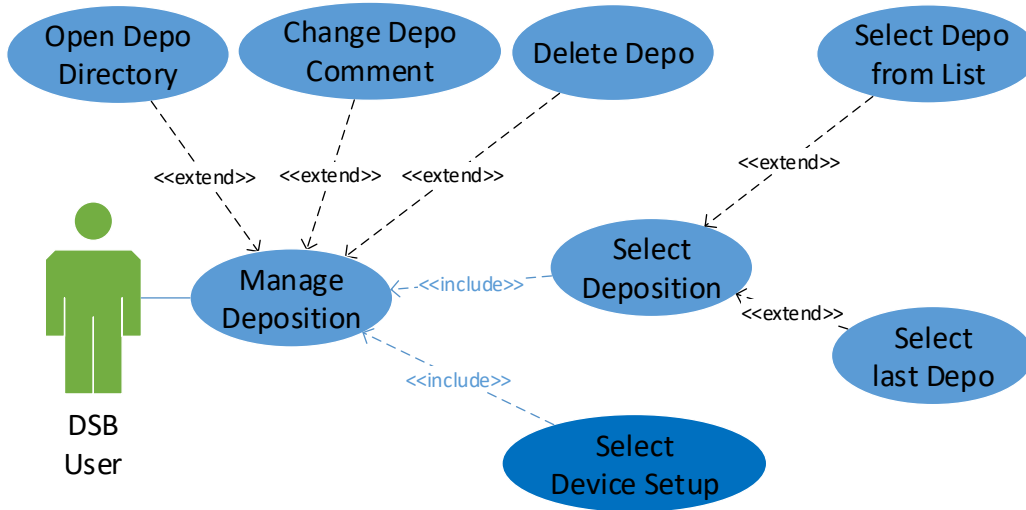 Open Depo
Directory
Change Depo
Comment
Delete Depo
Select Depo
from List
<<extend>>
<<extend>>
<<extend>>
<<extend>>
Manage
Deposition
<<include>>
Select
Deposition
<<extend>>
Select
last Depo
<<include>>
DSB
User
Select
Device Setup